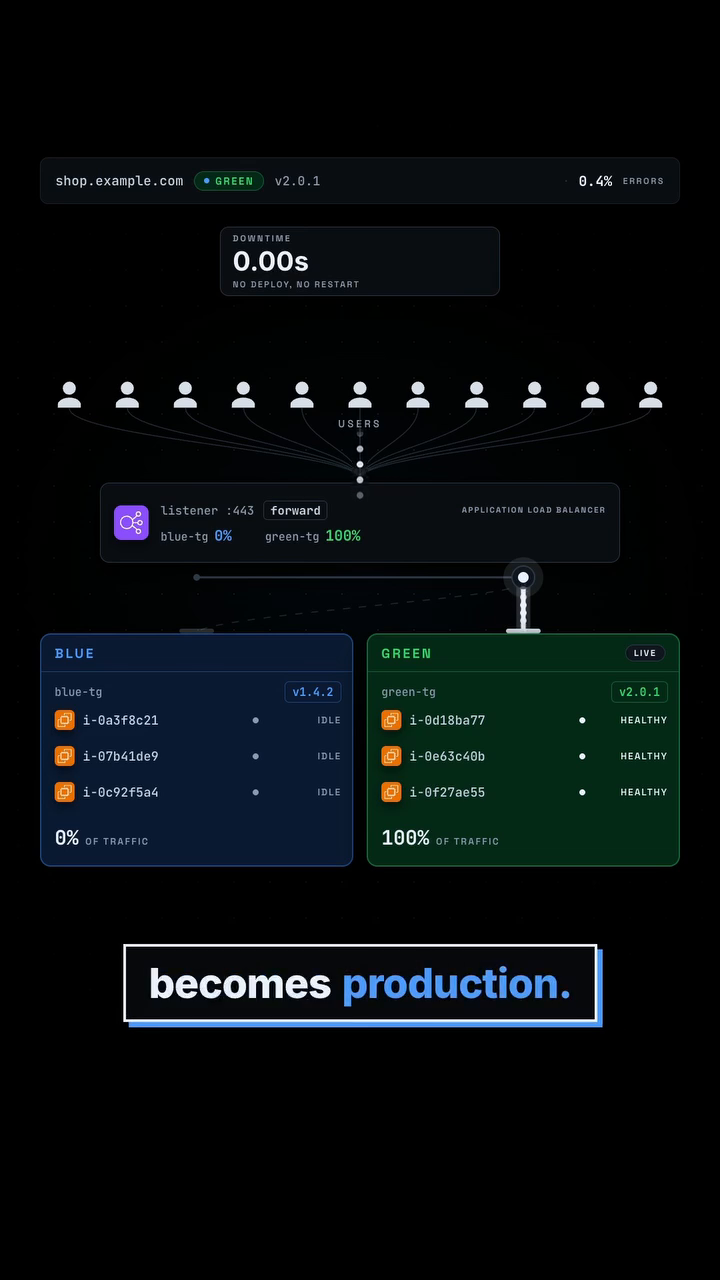 shop.example.com GREEN v2.0.1 0.4% ERRORS
DOWNTIME
0.00s
NO DEPLOY, NO RESTART
USERS
listener :443 forward APPLICATION LOAD BALANCER
blue-tg 0% green-tg 100%
BLUE
blue-tg v1.4.2
i-0a3f8c21 IDLE
i-07b41de9 IDLE
i-0c92f5a4 IDLE
0% OF TRAFFIC
GREEN LIVE
green-tg v2.0.1
i-0d18ba77 HEALTHY
i-0e63c40b HEALTHY
i-0f27ae55 HEALTHY
100% OF TRAFFIC
becomes production.